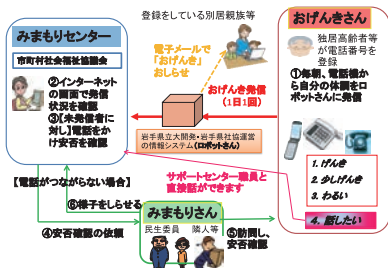 登録をしている別居親族等
みまもりセンター
市町村社会福祉協議会
②インターネット
の画面で発信
状況を確認
③【未発信者に
対し】電話をか
け安否を確認
電子メールで
「おげんき」
おしらせ
おげんき発信
(1日1回)
岩手県立大開発・岩手県社協運営
の情報システム(ロボットさん)
おげんきさん
独居高齢者等
が電話番号を
登録
①毎朝、電話機から
自分の体調をロ
ボットさんに発信
1. げんき
2. 少しげんき
3. わるい
4. 話したい
【電話がつながらない場合】
サポートセンター職員と
直接話ができます
⑥様子をしらせる
④安否確認の依頼
みまもりさん
民生委員 隣人等
⑤訪問し、
安否確認